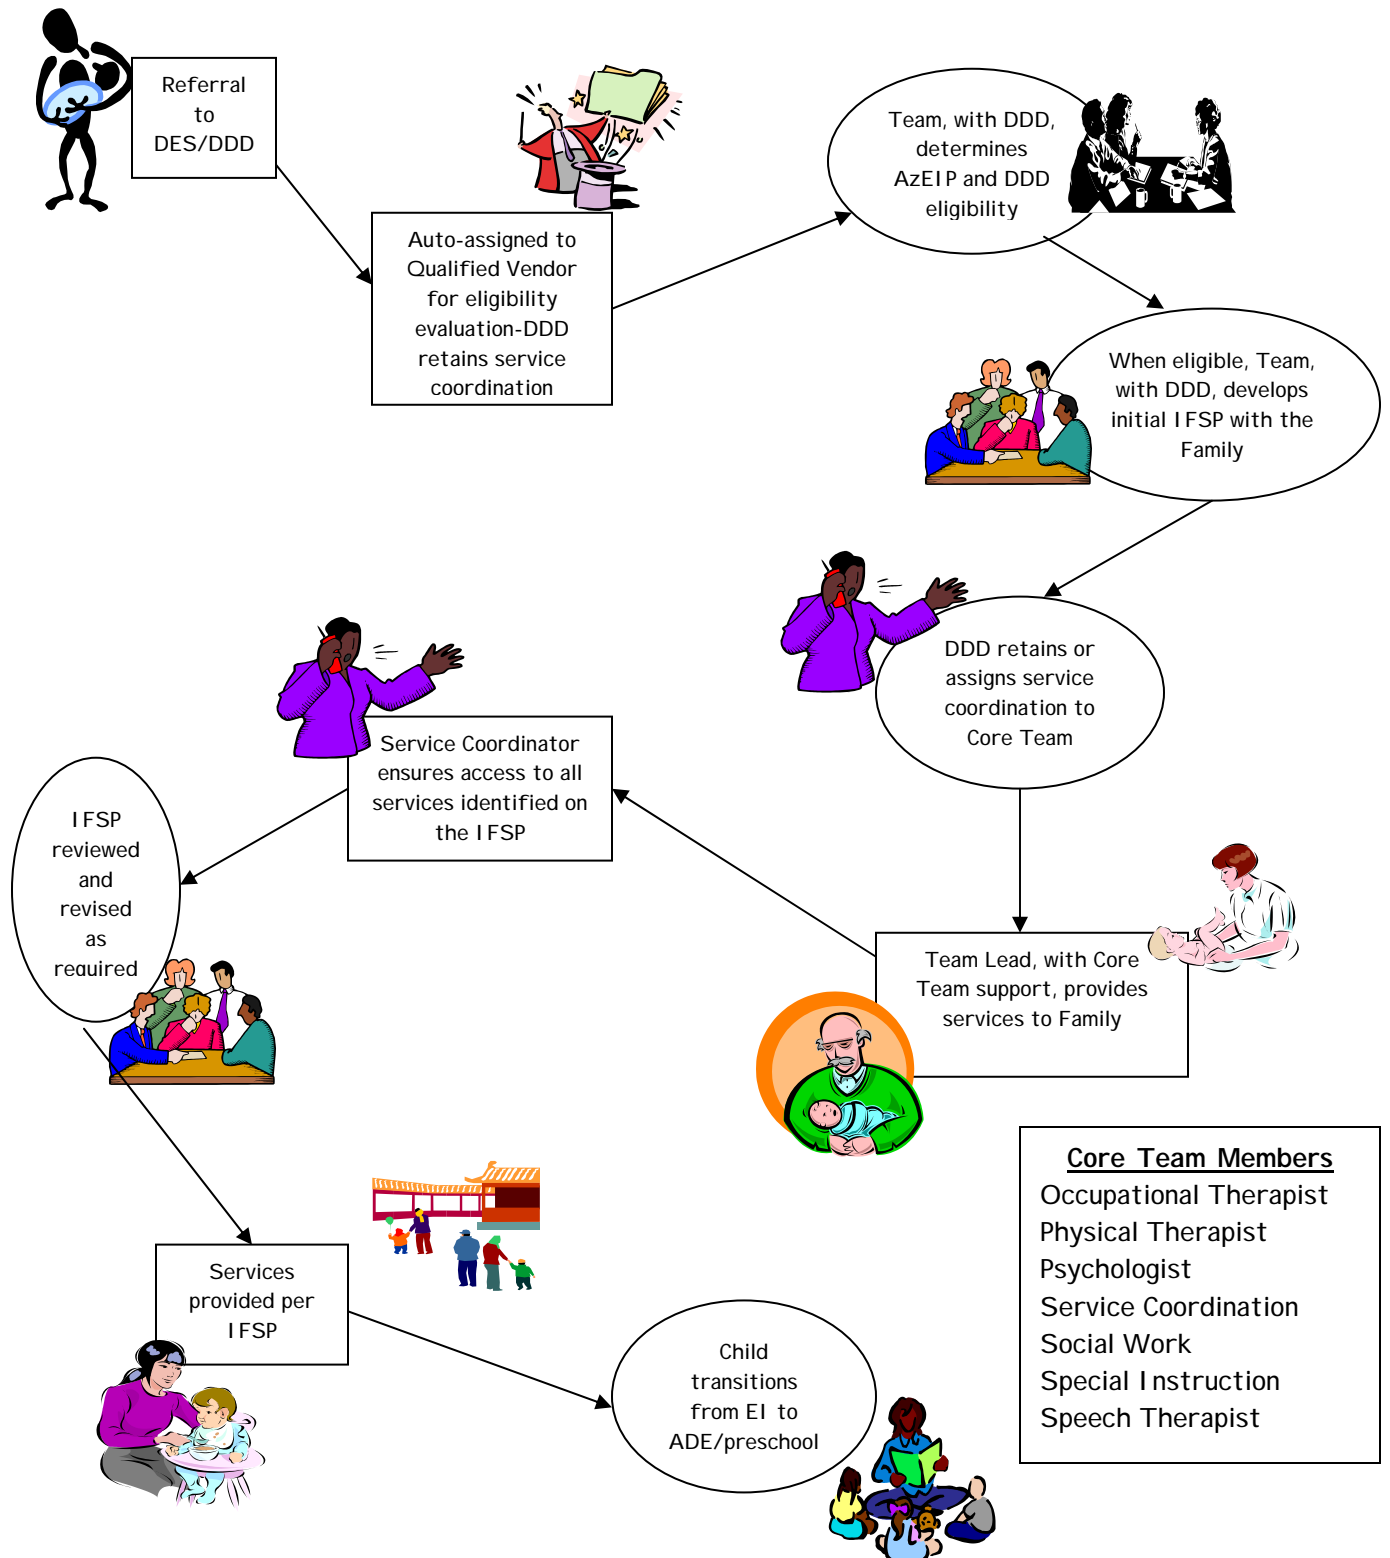 Referral
to
DES/DDD
Auto-assigned to
Qualified Vendor
for eligibility
evaluation-DDD
retains service
coordination
Team, with DDD,
determines
AzEIP and DDD
eligibility
When eligible, Team,
with DDD, develops
initial IFSP with the
Family
DDD retains or
assigns service
coordination to
Core Team
Team Lead, with Core
Team support, provides
services to Family
Service Coordinator
ensures access to all
services identified on
the IFSP
IFSP
reviewed
and
revised
as
required
Services
provided per
IFSP
Child
transitions
from EI to
ADE/preschool
Core Team Members
Occupational Therapist
Physical Therapist
Psychologist
Service Coordination
Social Work
Special Instruction
Speech Therapist